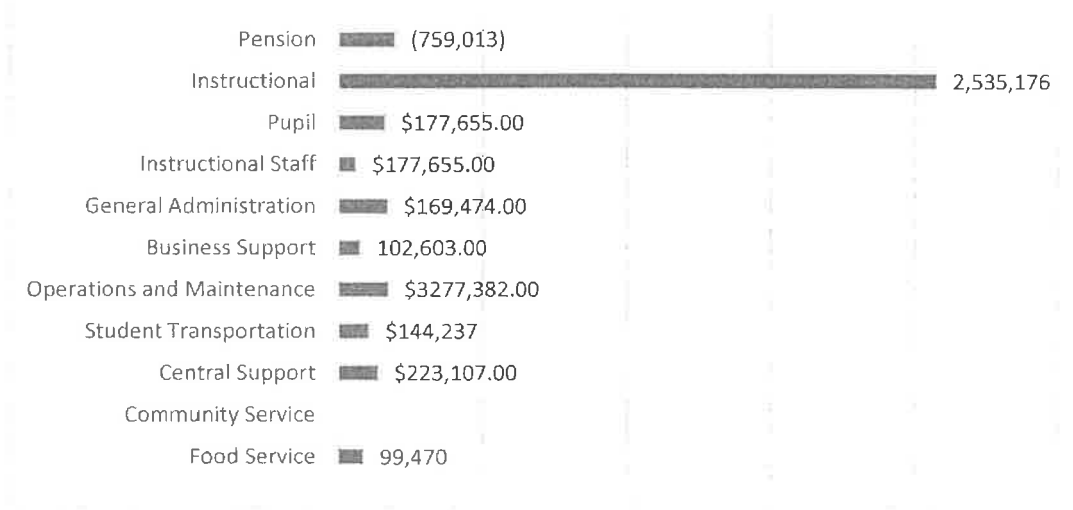 Pension (759,013)
Instructional 2,535,176
Pupil $177,655.00
Instructional Staff $177,655.00
General Administration $169,474.00
Business Support 102,603.00
Operations and Maintenance $3277,382.00
Student Transportation $144,237
Central Support $223,107.00
Community Service
Food Service 99,470